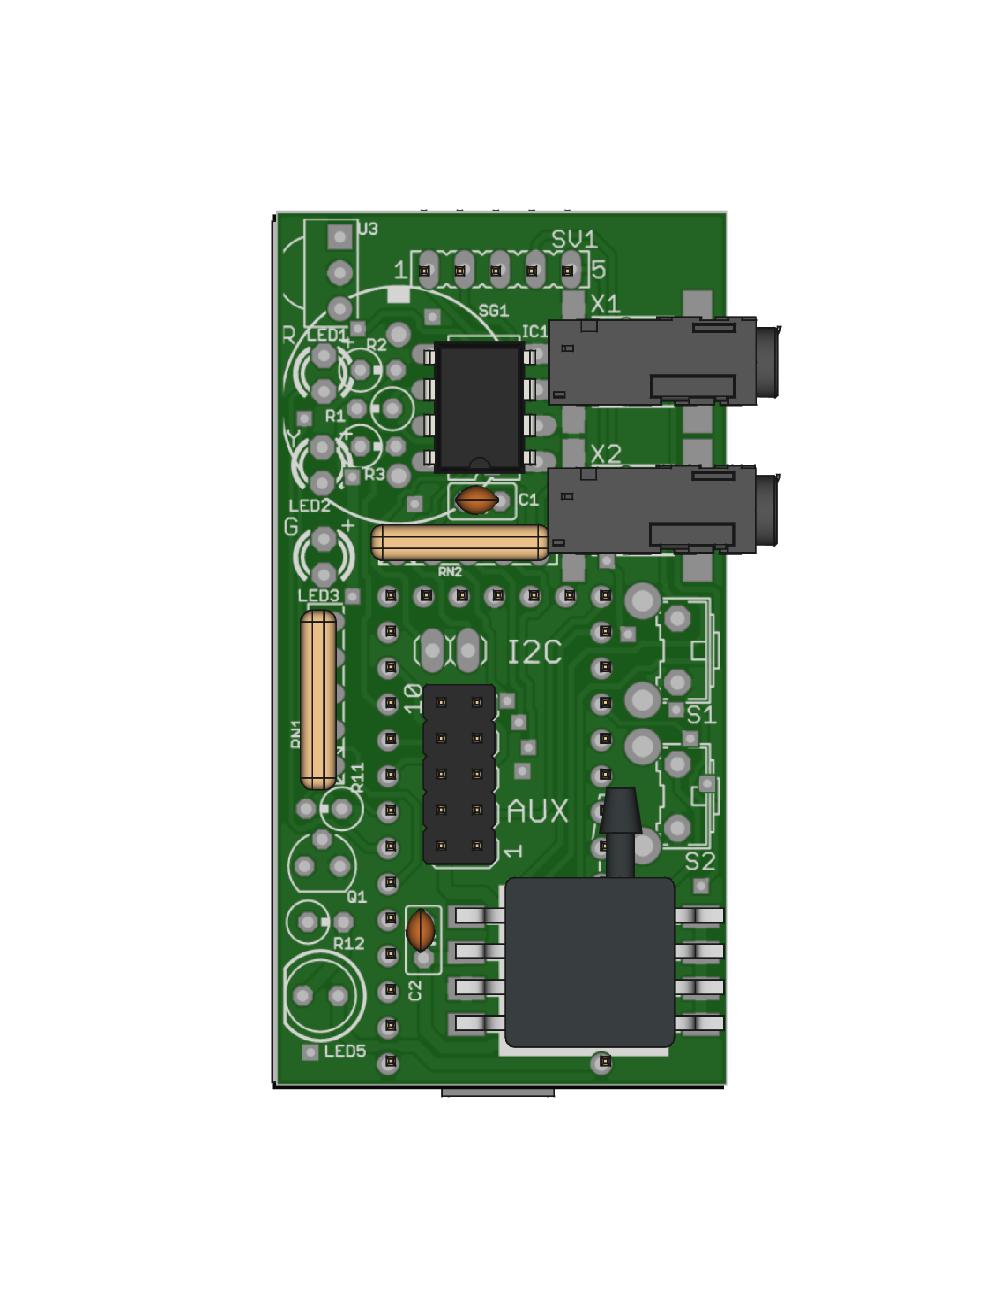 U3
SV1
1
5
SG1
X1
IC1
R
LED1
+
R2
R1
Y
+
X2
R3
LED2
C1
G
+
RN2
LED3
I2C
10
S1
RN1
R11
AUX
1
S2
Q1
R12
C2
LED5